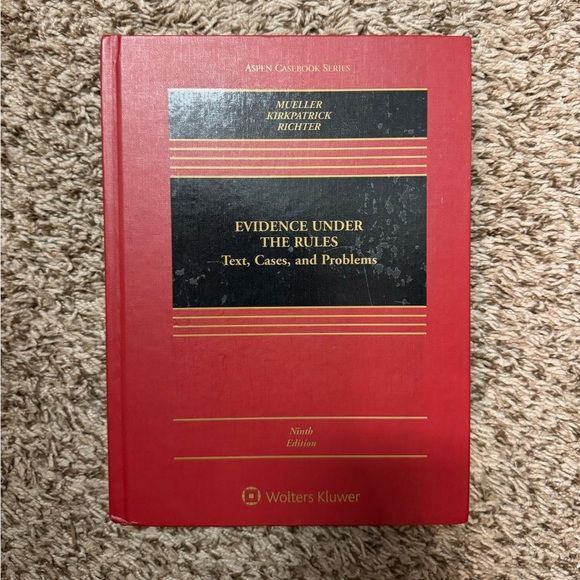 ASPEN CASEBOOK SERIES
MUELLER
KIRKPATRICK
RICHTER
EVIDENCE UNDER
THE RULES
Text, Cases, and Problems
Ninth
Edition
Wolters Kluwer